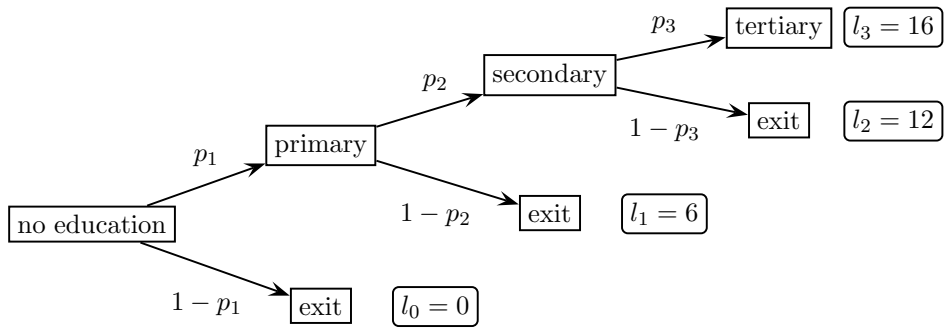 tertiary
l₃ = 16
p₃
secondary
p₂
exit
l₂ = 12
1 − p₃
primary
p₁
exit
l₁ = 6
1 − p₂
no education
exit
l₀ = 0
1 − p₁